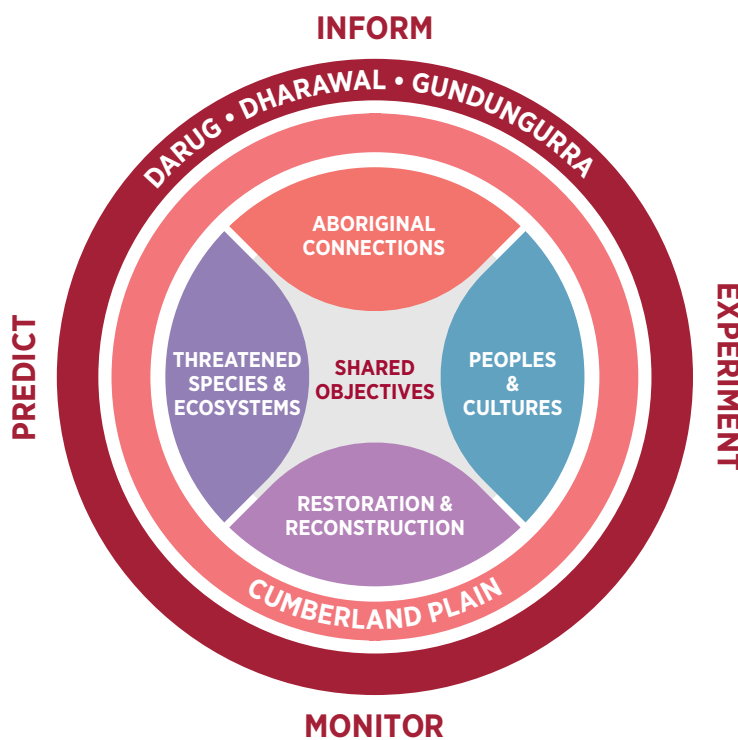 INFORM
DARUG • DHARAWAL • GUNDUNGURRA
ABORIGINAL
CONNECTIONS
PREDICT
THREATENED
SPECIES &
ECOSYSTEMS
SHARED
OBJECTIVES
PEOPLES
&
CULTURES
EXPERIMENT
RESTORATION &
RECONSTRUCTION
CUMBERLAND PLAIN
MONITOR